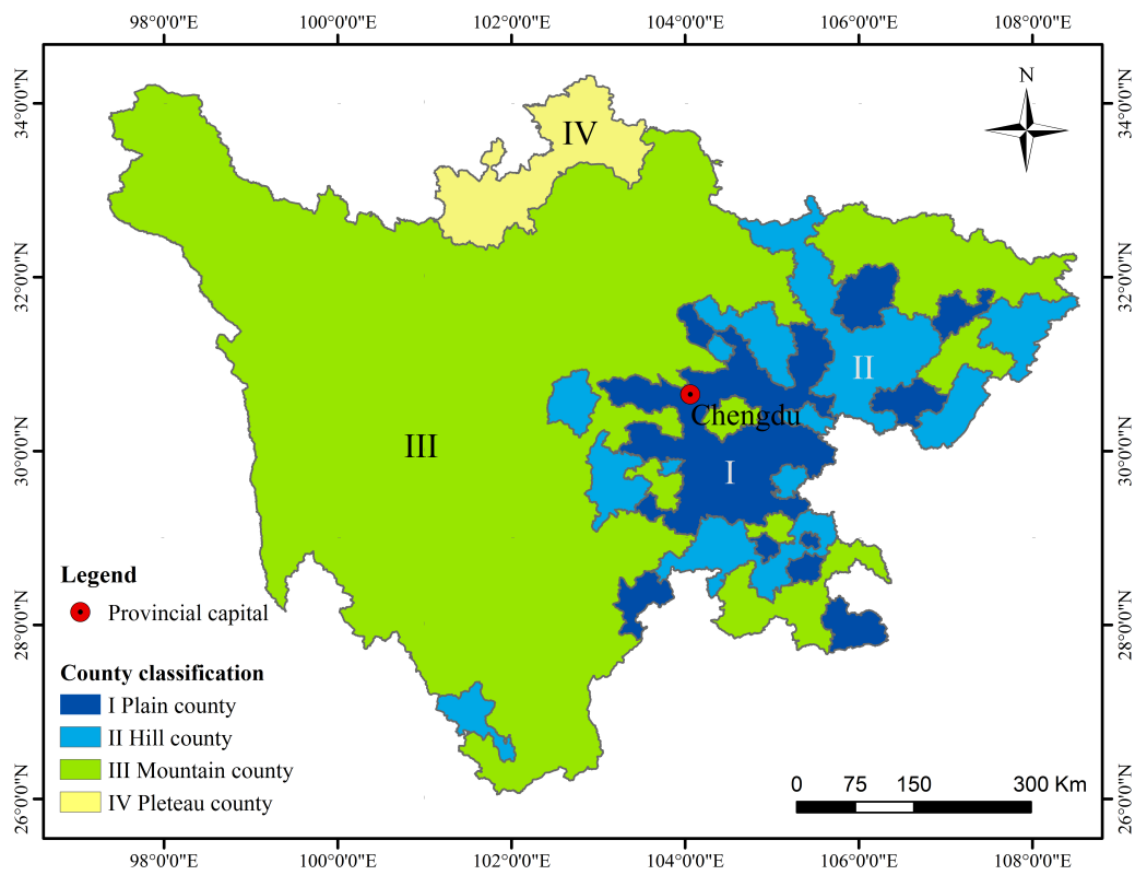 98°0'0"E 100°0'0"E 102°0'0"E 104°0'0"E 106°0'0"E 108°0'0"E
34°0'0"N
32°0'0"N
30°0'0"N
28°0'0"N
26°0'0"N
N
34°0'0"N
32°0'0"N
30°0'0"N
28°0'0"N
26°0'0"N
IV
II
Chengdu
III
I
Legend
Provincial capital
County classification
I Plain county
II Hill county
III Mountain county
IV Pleteau county
0 75 150 300 Km
98°0'0"E 100°0'0"E 102°0'0"E 104°0'0"E 106°0'0"E 108°0'0"E